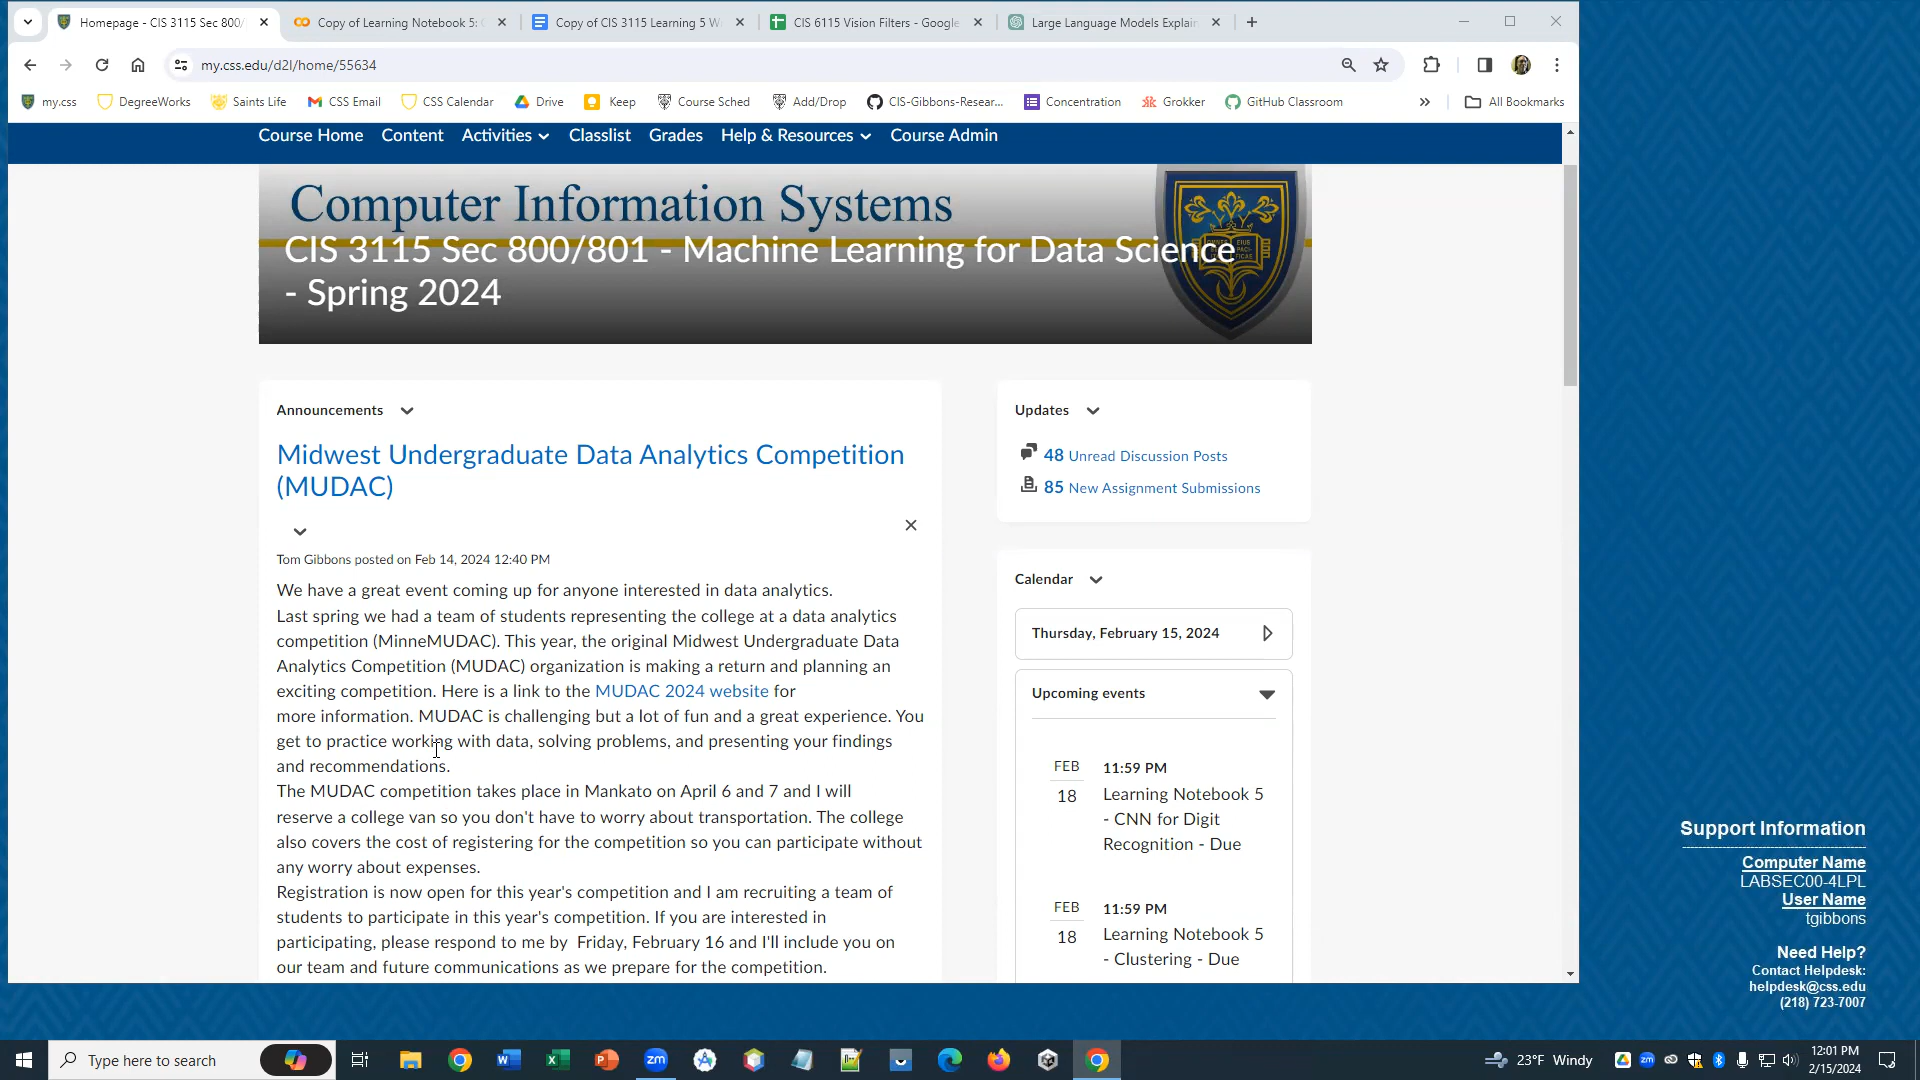 Homepage - CIS 3115 Sec 800/
Copy of Learning Notebook 5:
Copy of CIS 3115 Learning 5 W
CIS 6115 Vision Filters - Google
Large Language Models Explain
my.css.edu/d2l/home/55634
my.css
DegreeWorks
Saints Life
CSS Email
CSS Calendar
Drive
Keep
Course Sched
Add/Drop
CIS-Gibbons-Resear...
Concentration
Grokker
GitHub Classroom
All Bookmarks
Course Home
Content
Activities
Classlist
Grades
Help & Resources
Course Admin
Computer Information Systems
CIS 3115 Sec 800/801 - Machine Learning for Data Science
- Spring 2024
Announcements
Midwest Undergraduate Data Analytics Competition
(MUDAC)
Tom Gibbons posted on Feb 14, 2024 12:40 PM
We have a great event coming up for anyone interested in data analytics.
Last spring we had a team of students representing the college at a data analytics
competition (MinneMUDAC). This year, the original Midwest Undergraduate Data
Analytics Competition (MUDAC) organization is making a return and planning an
exciting competition. Here is a link to the MUDAC 2024 website for
more information. MUDAC is challenging but a lot of fun and a great experience. You
get to practice working with data, solving problems, and presenting your findings
and recommendations.
The MUDAC competition takes place in Mankato on April 6 and 7 and I will
reserve a college van so you don't have to worry about transportation. The college
also covers the cost of registering for the competition so you can participate without
any worry about expenses.
Registration is now open for this year's competition and I am recruiting a team of
students to participate in this year's competition. If you are interested in
participating, please respond to me by Friday, February 16 and I'll include you on
our team and future communications as we prepare for the competition.
Updates
48 Unread Discussion Posts
85 New Assignment Submissions
Calendar
Thursday, February 15, 2024
Upcoming events
FEB
18
11:59 PM
Learning Notebook 5
- CNN for Digit
Recognition - Due
FEB
18
11:59 PM
Learning Notebook 5
- Clustering - Due
Support Information
Computer Name
LABSEC00-4LPL
User Name
tgibbons
Need Help?
Contact Helpdesk:
helpdesk@css.edu
(218) 723-7007
Type here to search
23°F Windy
12:01 PM
2/15/2024